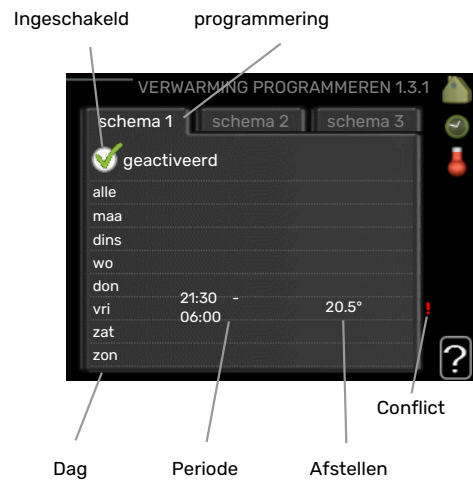 Ingeschakeld programmering
VERWARMING PROGRAMMEREN 1.3.1
schema 1 schema 2 schema 3
geactiveerd
alle
maa
dins
wo
don
vri 21:30 - 06:00 20.5° !
zat
zon
?
Conflict
Dag Periode Afstellen